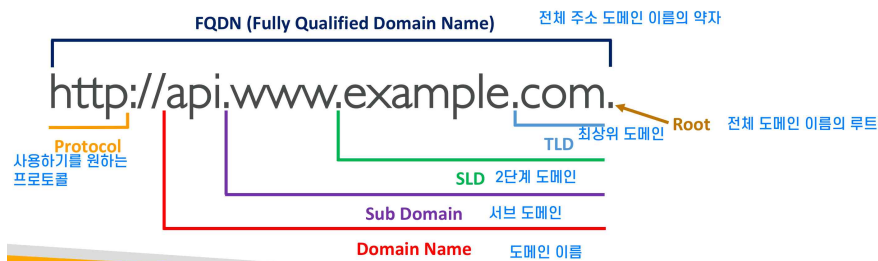 FQDN (Fully Qualified Domain Name) 전체 주소 도메인 이름의 약자
http://api.www.example.com.
Root 전체 도메인 이름의 루트
TLD 최상위 도메인
Protocol
사용하기를 원하는
프로토콜
SLD 2단계 도메인
Sub Domain 서브 도메인
Domain Name 도메인 이름